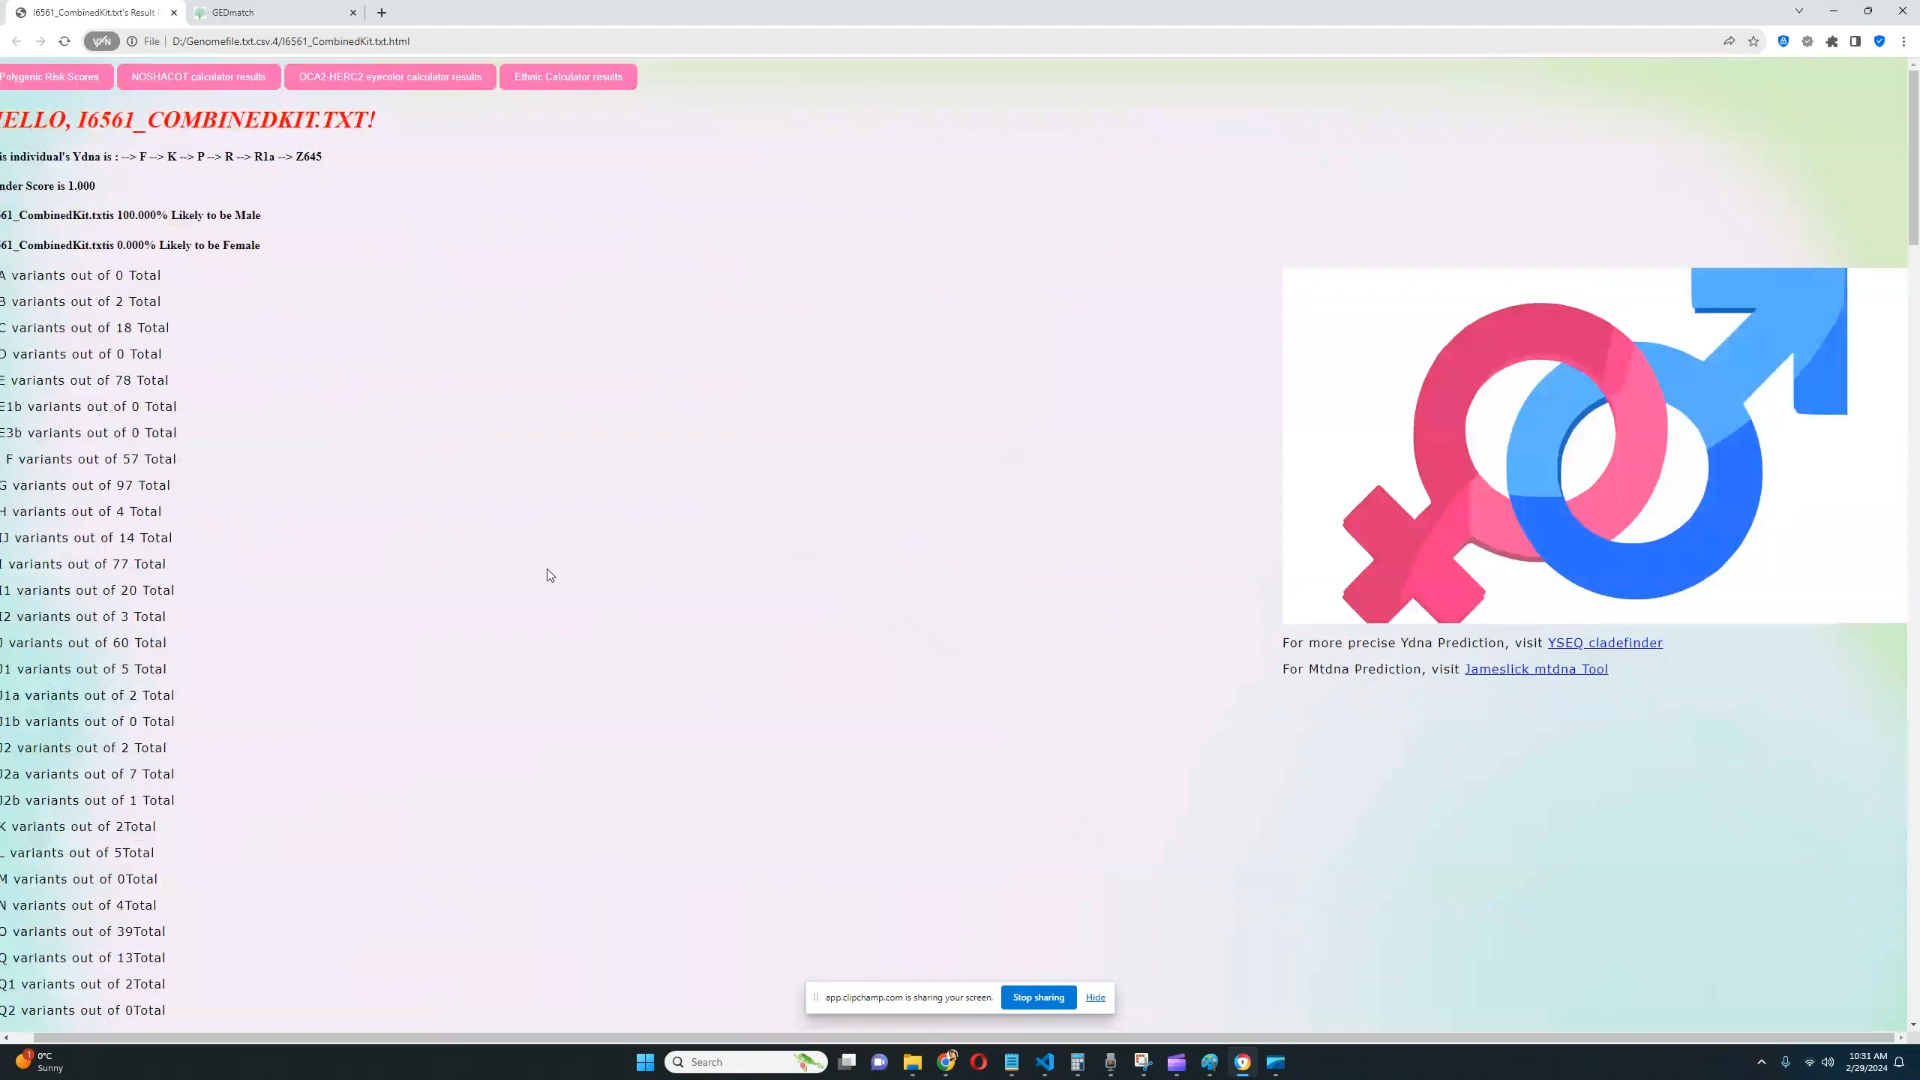 I6561_CombinedKit.txt's Result
GEDmatch
File
D:/Genomefile.txt.csv.4/I6561_CombinedKit.txt.html
Polygenic Risk Scores
NOSHACOT calculator results
OCA2-HERC2 eyecolor calculator results
Ethnic Calculator results
ELLO, I6561_COMBINEDKIT.TXT!
is individual's Ydna is : --> F --> K --> P --> R --> R1a --> Z645
nder Score is 1.000
61_CombinedKit.txtis 100.000% Likely to be Male
61_CombinedKit.txtis 0.000% Likely to be Female
A variants out of 0 Total
B variants out of 2 Total
C variants out of 18 Total
D variants out of 0 Total
E variants out of 78 Total
E1b variants out of 0 Total
E3b variants out of 0 Total
F variants out of 57 Total
G variants out of 97 Total
H variants out of 4 Total
IJ variants out of 14 Total
I variants out of 77 Total
I1 variants out of 20 Total
I2 variants out of 3 Total
J variants out of 60 Total
J1 variants out of 5 Total
J1a variants out of 2 Total
J1b variants out of 0 Total
J2 variants out of 2 Total
J2a variants out of 7 Total
J2b variants out of 1 Total
K variants out of 2Total
L variants out of 5Total
M variants out of 0Total
N variants out of 4Total
O variants out of 39Total
Q variants out of 13Total
Q1 variants out of 2Total
Q2 variants out of 0Total
For more precise Ydna Prediction, visit YSEQ cladefinder
For Mtdna Prediction, visit Jameslick mtdna Tool
app.clipchamp.com is sharing your screen.
Stop sharing
Hide
1
0°C
Sunny
Search
10:31 AM
2/29/2024